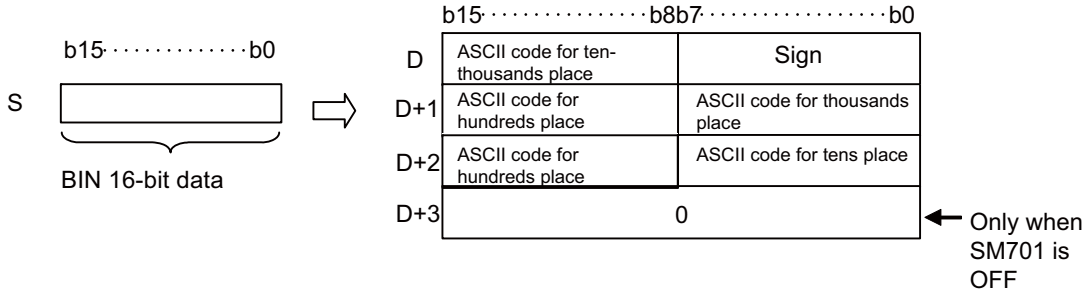 b15················b8b7················b0
b15·············b0
D
ASCII code for ten-
thousands place
Sign
S
D+1
ASCII code for
hundreds place
ASCII code for thousands
place
D+2
ASCII code for
hundreds place
ASCII code for tens place
BIN 16-bit data
D+3
0
Only when
SM701 is
OFF